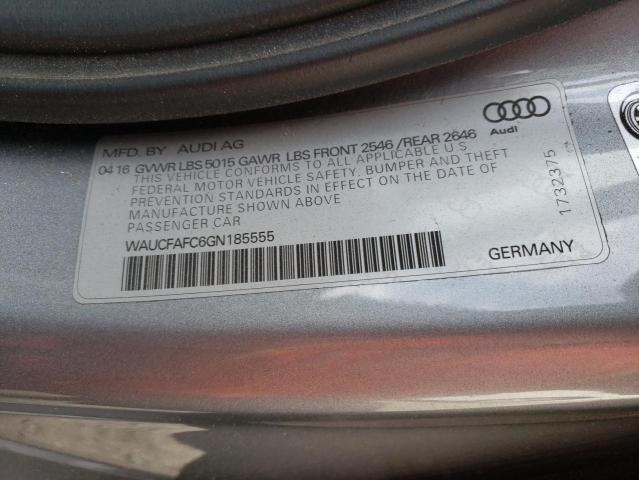 MFD. BY AUDI AG
04 16 GVWR LBS 5015 GAWR LBS FRONT 2546 /REAR 2646
THIS VEHICLE CONFORMS TO ALL APPLICABLE U S
FEDERAL MOTOR VEHICLE SAFETY, BUMPER AND THEFT
PREVENTION STANDARDS IN EFFECT ON THE DATE OF
MANUFACTURE SHOWN ABOVE
PASSENGER CAR
WAUCFAFC6GN185555
GERMANY
Audi
1732375